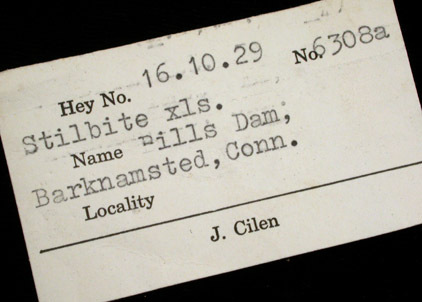 Hey No. 16.10.29 No. 6308a
Stilbite xls.
Name Bills Dam,
Barknamsted, Conn.
Locality
J. Cilen